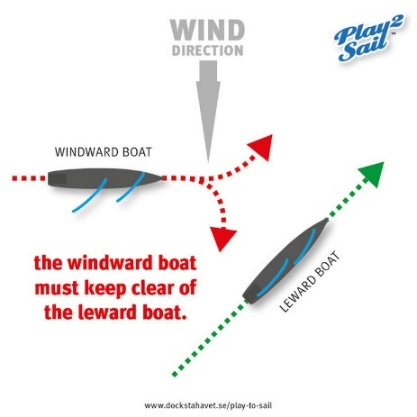 WIND
DIRECTION
Play2
Sail™
WINDWARD BOAT
the windward boat
must keep clear of
the leward boat.
LEWARD BOAT
www.dockstahavet.se/play-to-sail